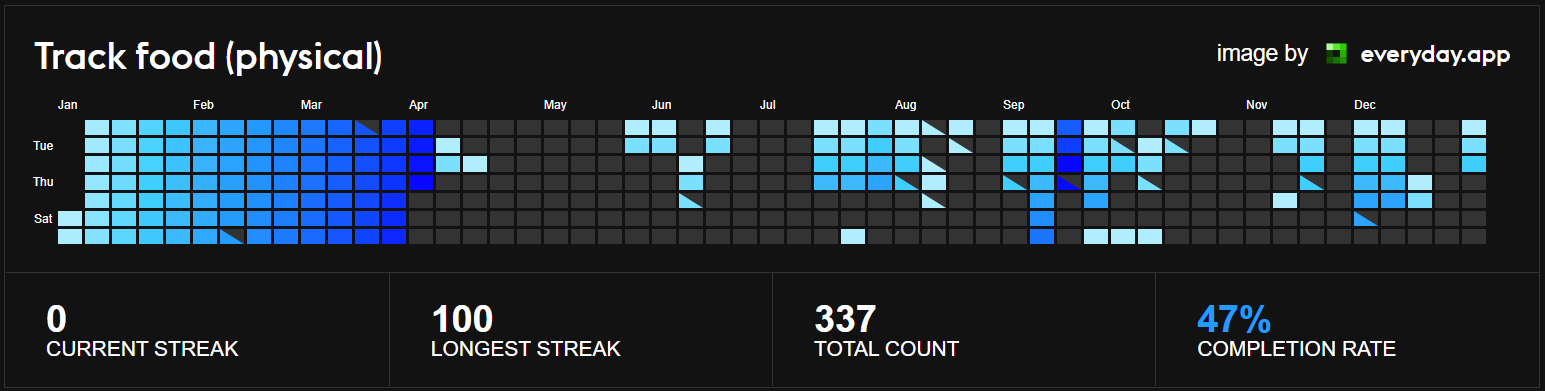 Track food (physical)
image by everyday.app
Jan Feb Mar Apr May Jun Jul Aug Sep Oct Nov Dec
Tue
Thu
Sat
0 100 337 47%
CURRENT STREAK LONGEST STREAK TOTAL COUNT COMPLETION RATE